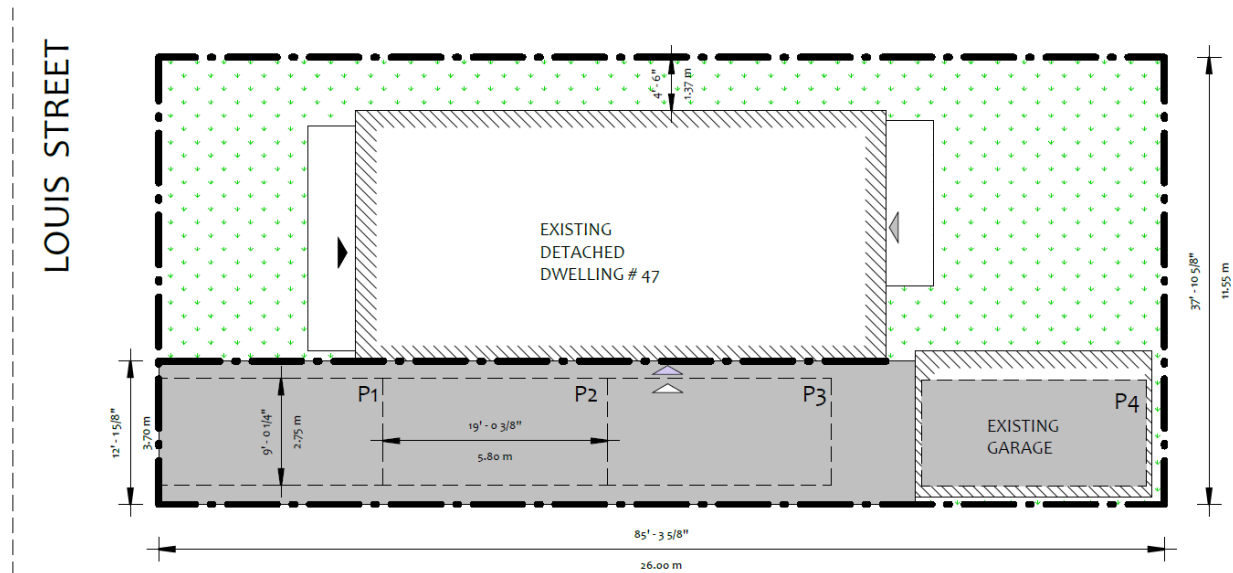 LOUIS STREET
4' - 6"
1.37 m
EXISTING
DETACHED
DWELLING # 47
37' - 10 5/8"
11.55 m
12' - 1 5/8"
3.70 m
9' - 0 1/4"
2.75 m
P1
P2
P3
P4
19' - 0 3/8"
5.80 m
EXISTING
GARAGE
85' - 3 5/8"
26.00 m